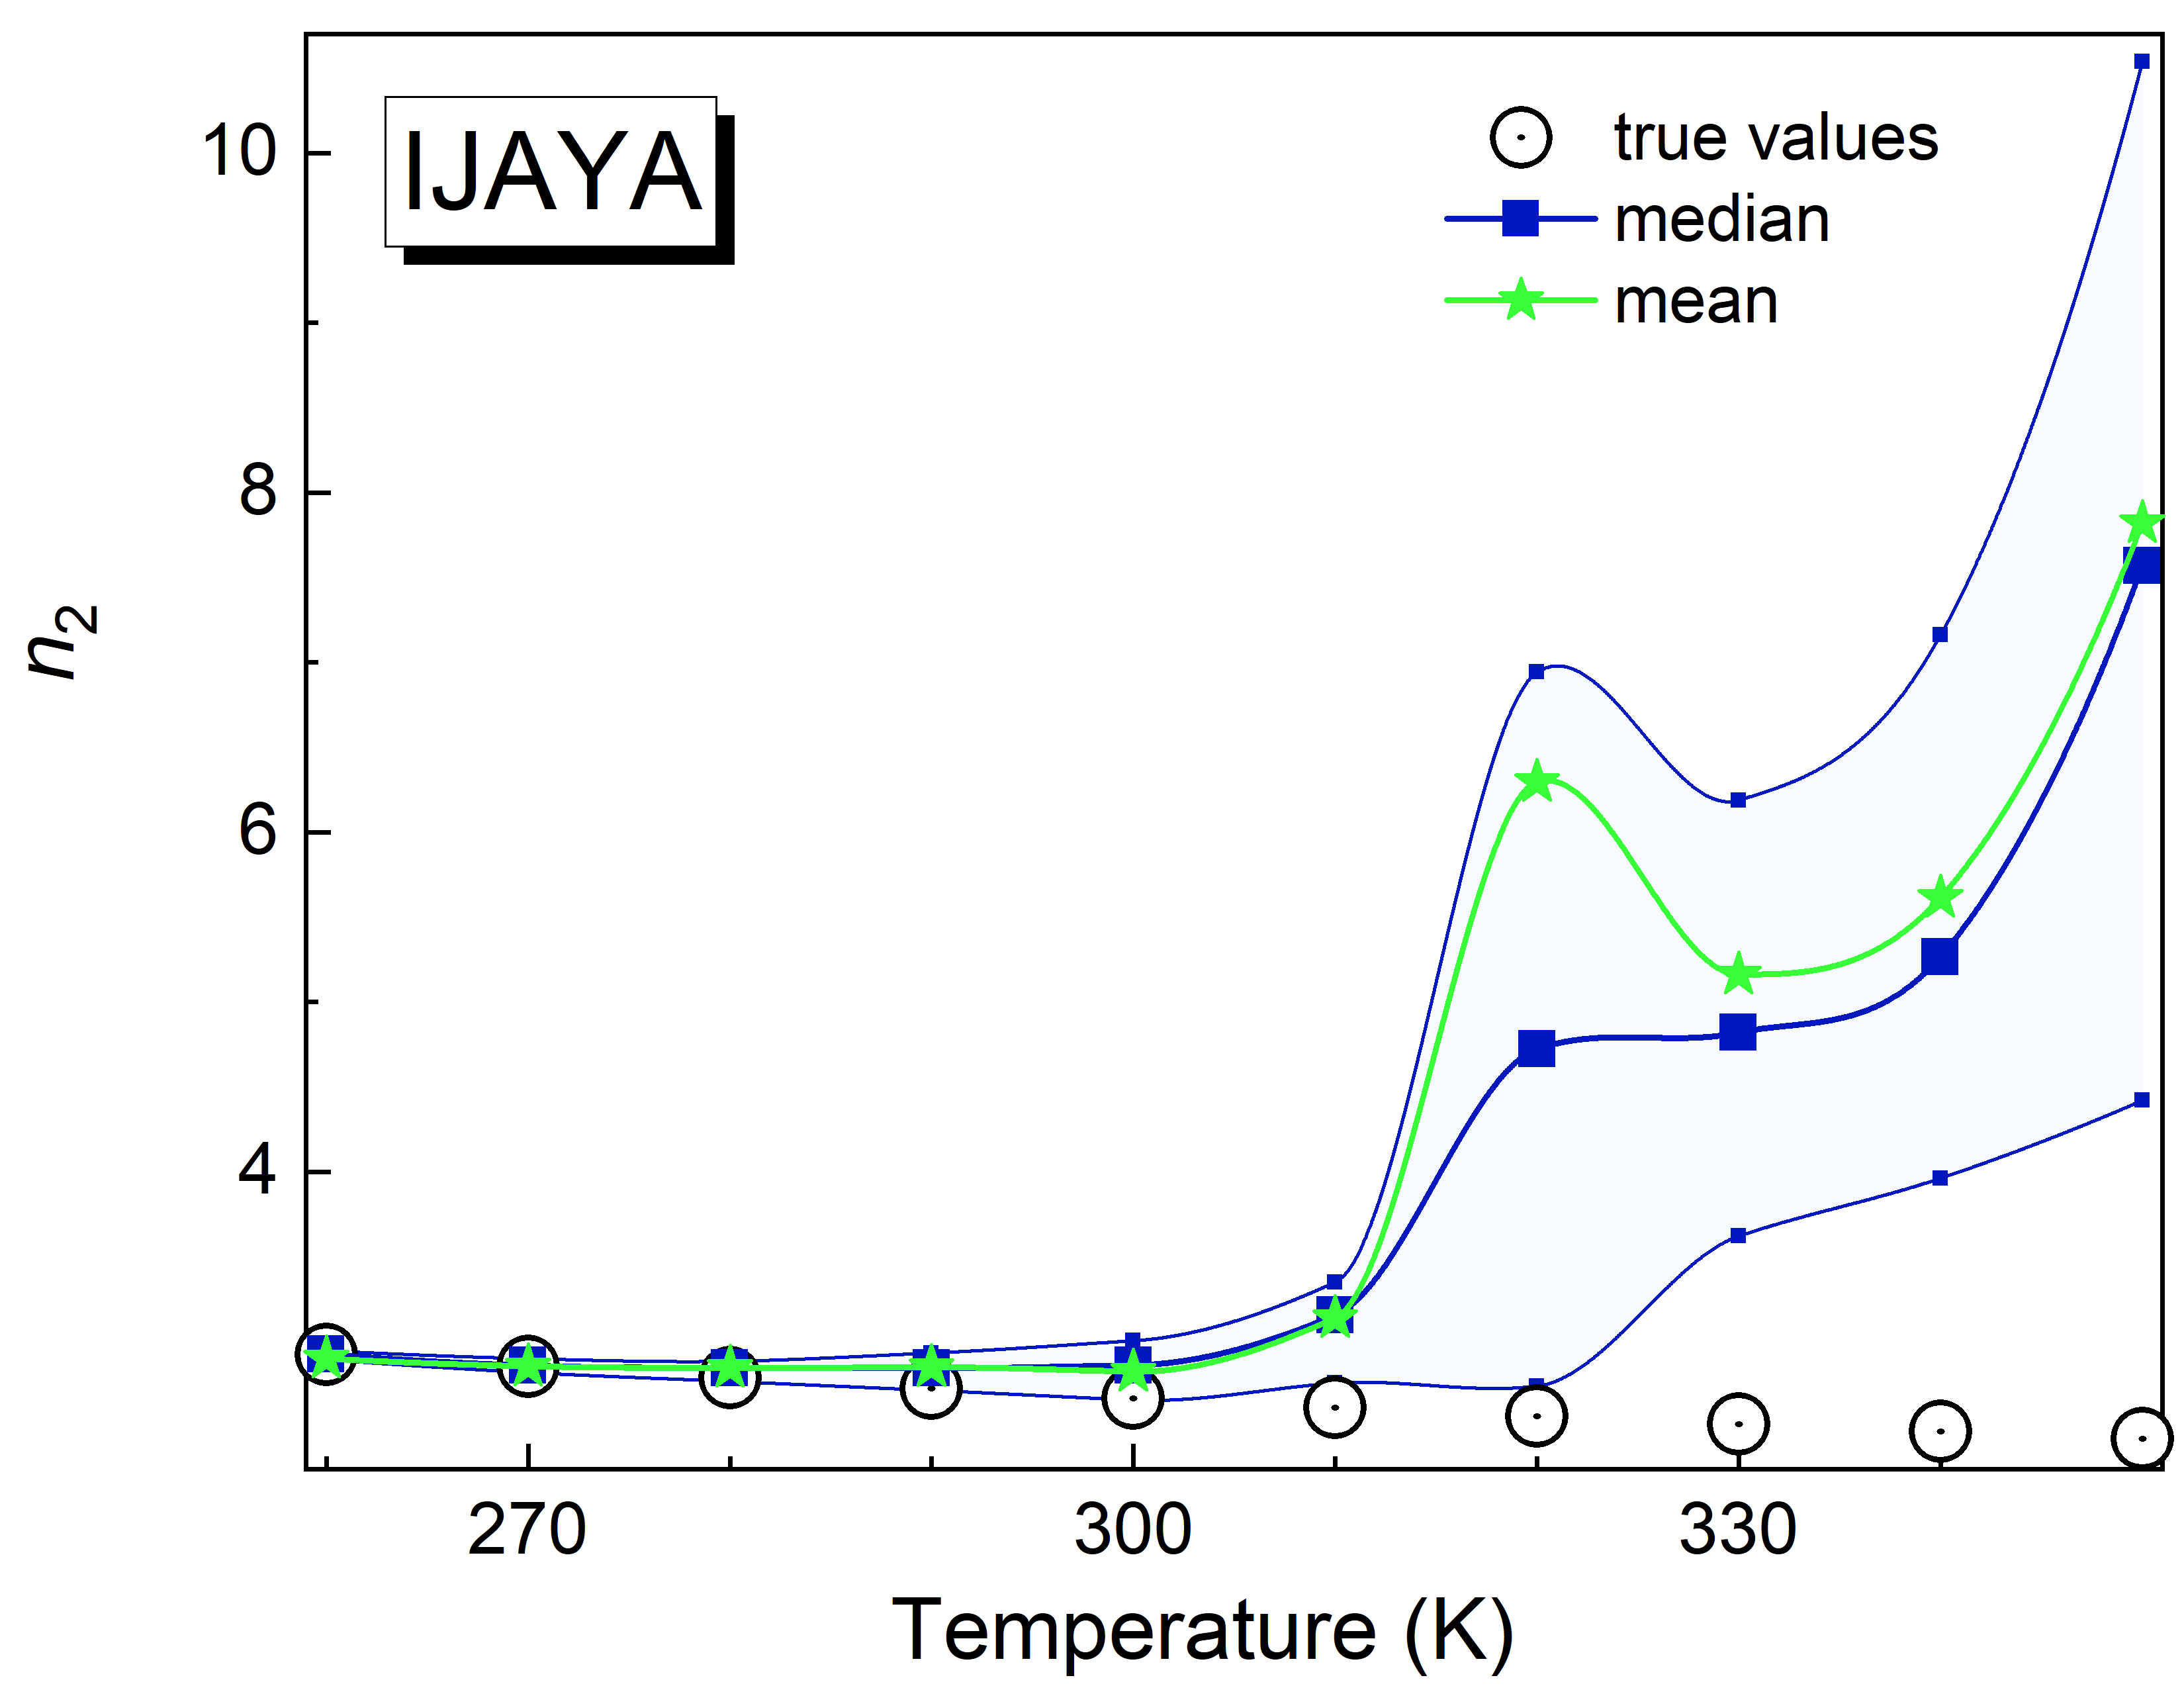 IJAYA
true values
median
mean
10
8
6
4
n2
270 300 330
Temperature (K)